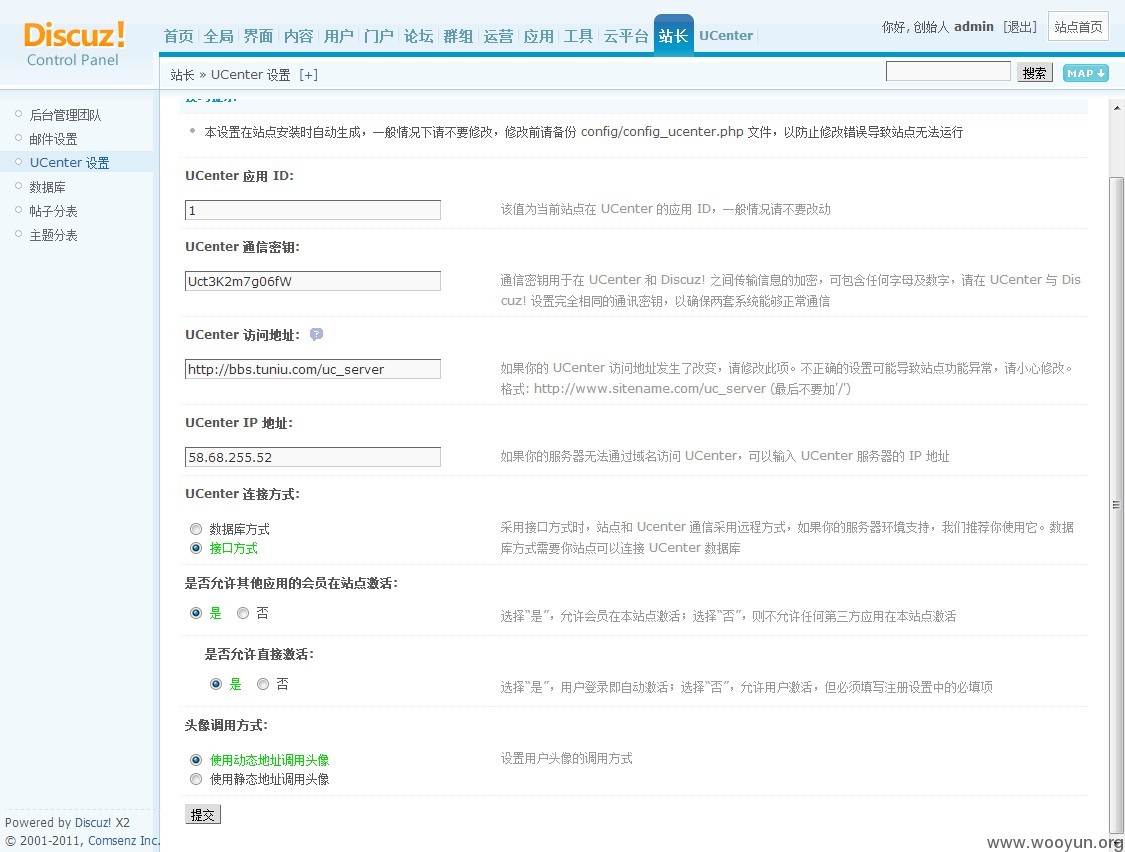 Discuz!
Control Panel
首页 全局 界面 内容 用户 门户 论坛 群组 运营 应用 工具 云平台 站长 UCenter
你好, 创始人 admin [退出] 站点首页
站长 » UCenter 设置 [+]
搜索 MAP
后台管理团队
邮件设置
UCenter 设置
数据库
帖子分表
主题分表
技巧提示
本设置在站点安装时自动生成，一般情况下请不要修改，修改前请备份 config/config_ucenter.php 文件，以防止修改错误导致站点无法运行
UCenter 应用 ID:
1
该值为当前站点在 UCenter 的应用 ID，一般情况请不要改动
UCenter 通信密钥:
Uct3K2m7g06fW
通信密钥用于在 UCenter 和 Discuz! 之间传输信息的加密，可包含任何字母及数字，请在 UCenter 与 Dis
cuz! 设置完全相同的通讯密钥，以确保两套系统能够正常通信
UCenter 访问地址: ?
http://bbs.tuniu.com/uc_server
如果你的 UCenter 访问地址发生了改变，请修改此项。不正确的设置可能导致站点功能异常，请小心修改。
格式: http://www.sitename.com/uc_server (最后不要加'/')
UCenter IP 地址:
58.68.255.52
如果你的服务器无法通过域名访问 UCenter，可以输入 UCenter 服务器的 IP 地址
UCenter 连接方式:
数据库方式
接口方式
采用接口方式时，站点和 Ucenter 通信采用远程方式，如果你的服务器环境支持，我们推荐你使用它。数据
库方式需要你站点可以连接 UCenter 数据库
是否允许其他应用的会员在站点激活:
是 否
选择“是”，允许会员在本站点激活；选择“否”，则不允许任何第三方应用在本站点激活
是否允许直接激活:
是 否
选择“是”，用户登录即自动激活；选择“否”，允许用户激活，但必须填写注册设置中的必填项
头像调用方式:
使用动态地址调用头像
使用静态地址调用头像
设置用户头像的调用方式
提交
Powered by Discuz! X2
© 2001-2011, Comsenz Inc.
www.wooyun.org